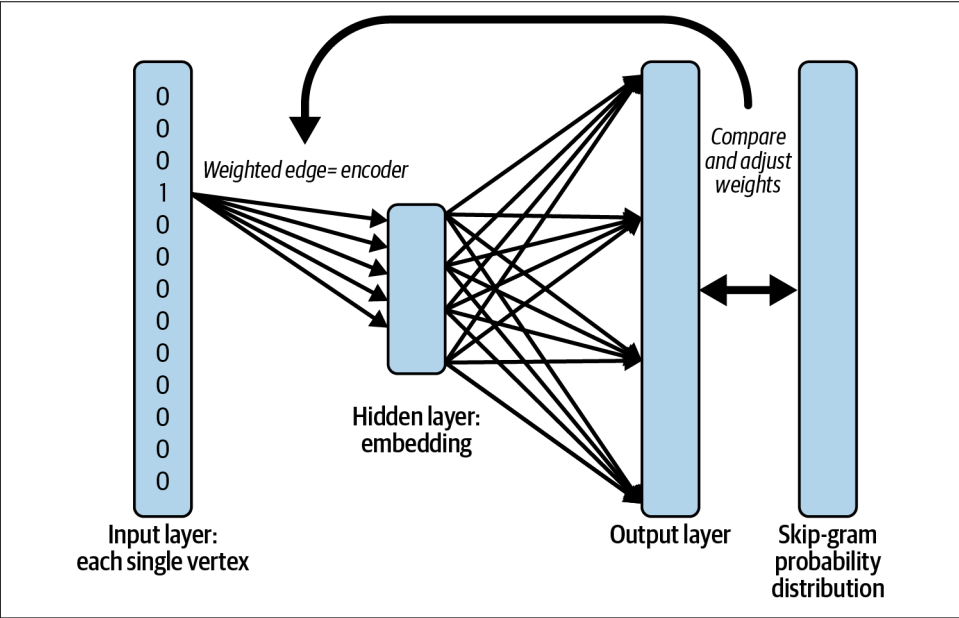 0
0
0
1
0
0
0
0
0
0
0
0
0
Weighted edge= encoder
Compare
and adjust
weights
Hidden layer:
embedding
Input layer:
each single vertex
Output layer
Skip-gram
probability
distribution